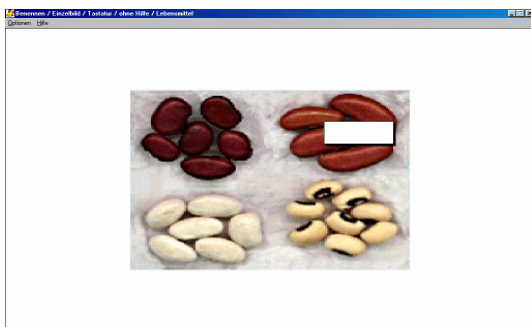 Benennen / Einzelbild / Tastatur / ohne Hilfe / Lebensmittel
Optionen Hilfe